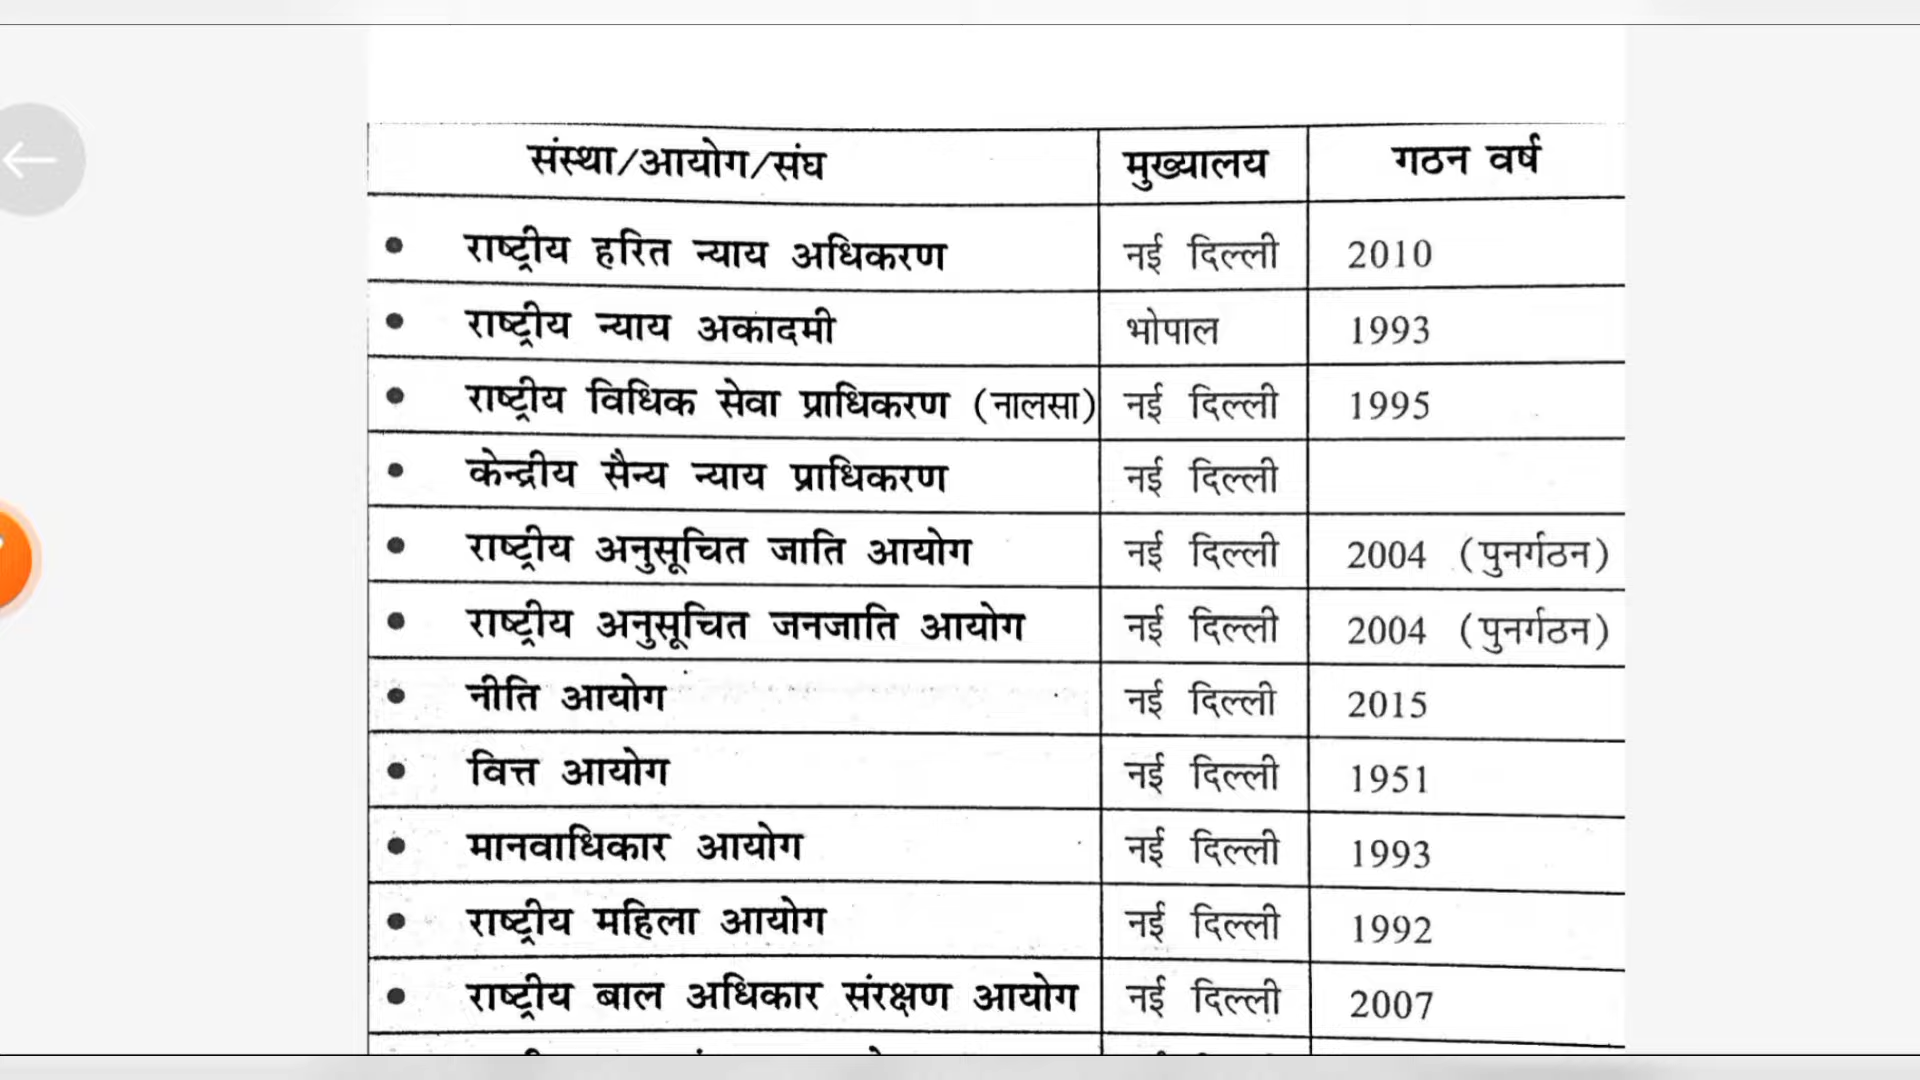 संस्था/आयोग/संघ मुख्यालय गठन वर्ष
• राष्ट्रीय हरित न्याय अधिकरण नई दिल्ली 2010
• राष्ट्रीय न्याय अकादमी भोपाल 1993
• राष्ट्रीय विधिक सेवा प्राधिकरण (नालसा) नई दिल्ली 1995
• केन्द्रीय सैन्य न्याय प्राधिकरण नई दिल्ली
• राष्ट्रीय अनुसूचित जाति आयोग नई दिल्ली 2004 (पुनर्गठन)
• राष्ट्रीय अनुसूचित जनजाति आयोग नई दिल्ली 2004 (पुनर्गठन)
• नीति आयोग नई दिल्ली 2015
• वित्त आयोग नई दिल्ली 1951
• मानवाधिकार आयोग नई दिल्ली 1993
• राष्ट्रीय महिला आयोग नई दिल्ली 1992
• राष्ट्रीय बाल अधिकार संरक्षण आयोग नई दिल्ली 2007